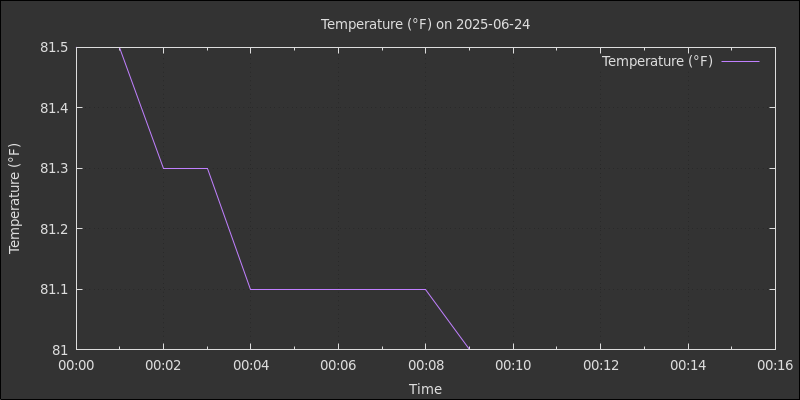 Temperature (°F) on 2025-06-24
Temperature (°F)
81.5
81.4
81.3
81.2
81.1
81
Temperature (°F)
00:00 00:02 00:04 00:06 00:08 00:10 00:12 00:14 00:16
Time